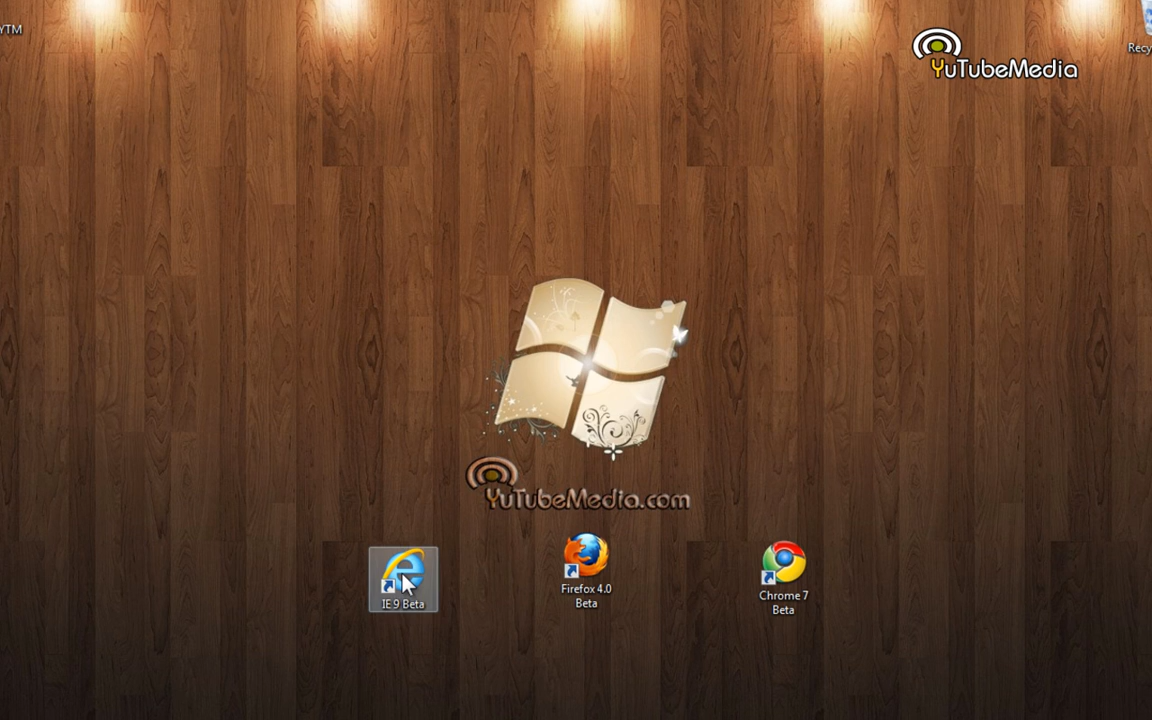 YTM
YuTubeMedia
Recy
YuTubeMedia.com
IE 9 Beta
Firefox 4.0
Beta
Chrome 7
Beta